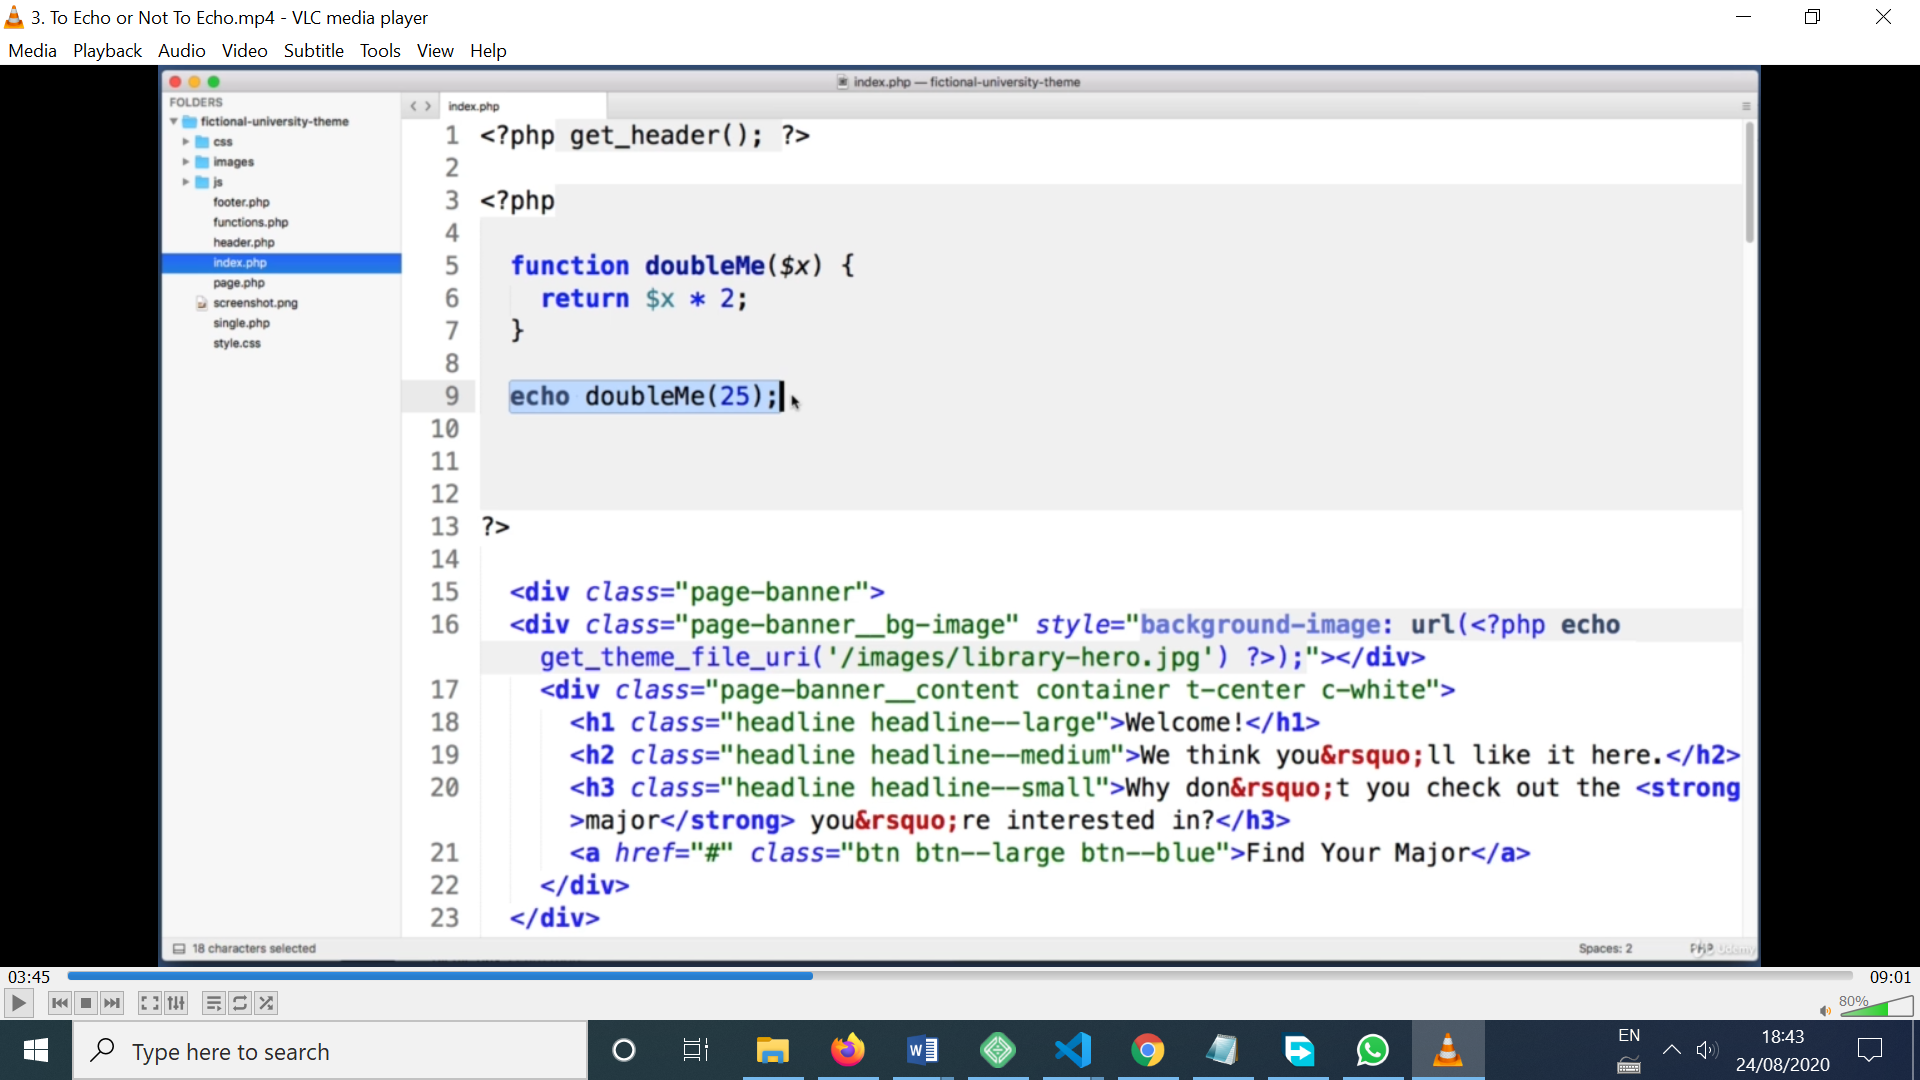 3. To Echo or Not To Echo.mp4 - VLC media player
Media Playback Audio Video Subtitle Tools View Help
index.php — fictional-university-theme
FOLDERS
fictional-university-theme
css
images
js
footer.php
functions.php
header.php
index.php
page.php
screenshot.png
single.php
style.css
index.php
1 <?php get_header(); ?>
2
3 <?php
4
5 function doubleMe($x) {
6 return $x * 2;
7 }
8
9 echo doubleMe(25);
10
11
12
13 ?>
14
15 <div class="page-banner">
16 <div class="page-banner__bg-image" style="background-image: url(<?php echo
get_theme_file_uri('/images/library-hero.jpg') ?>);"></div>
17 <div class="page-banner__content container t-center c-white">
18 <h1 class="headline headline--large">Welcome!</h1>
19 <h2 class="headline headline--medium">We think you&rsquo;ll like it here.</h2>
20 <h3 class="headline headline--small">Why don&rsquo;t you check out the <strong
>major</strong> you&rsquo;re interested in?</h3>
21 <a href="#" class="btn btn--large btn--blue">Find Your Major</a>
22 </div>
23 </div>
18 characters selected
Spaces: 2
PHP
Udemy
03:45
09:01
80%
Type here to search
EN
18:43
24/08/2020